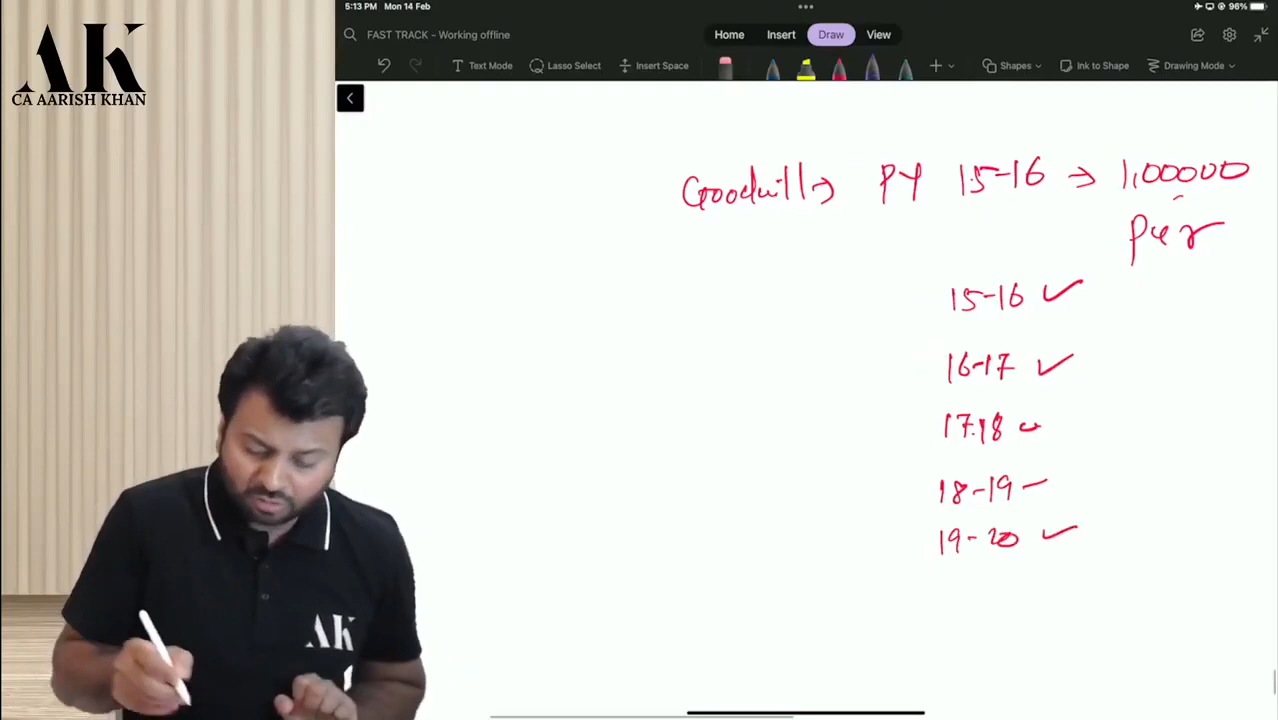 5:13 PM Mon 14 Feb
96%
AK
CA AARISH KHAN
FAST TRACK - Working offline
Home Insert Draw View
Text Mode Lasso Select Insert Space Shapes Ink to Shape Drawing Mode
Goodwill → PY 15-16 → 1,00000
Pur
15-16 ✓
16-17 ✓
17.18
18-19 –
19-20 ✓
AK